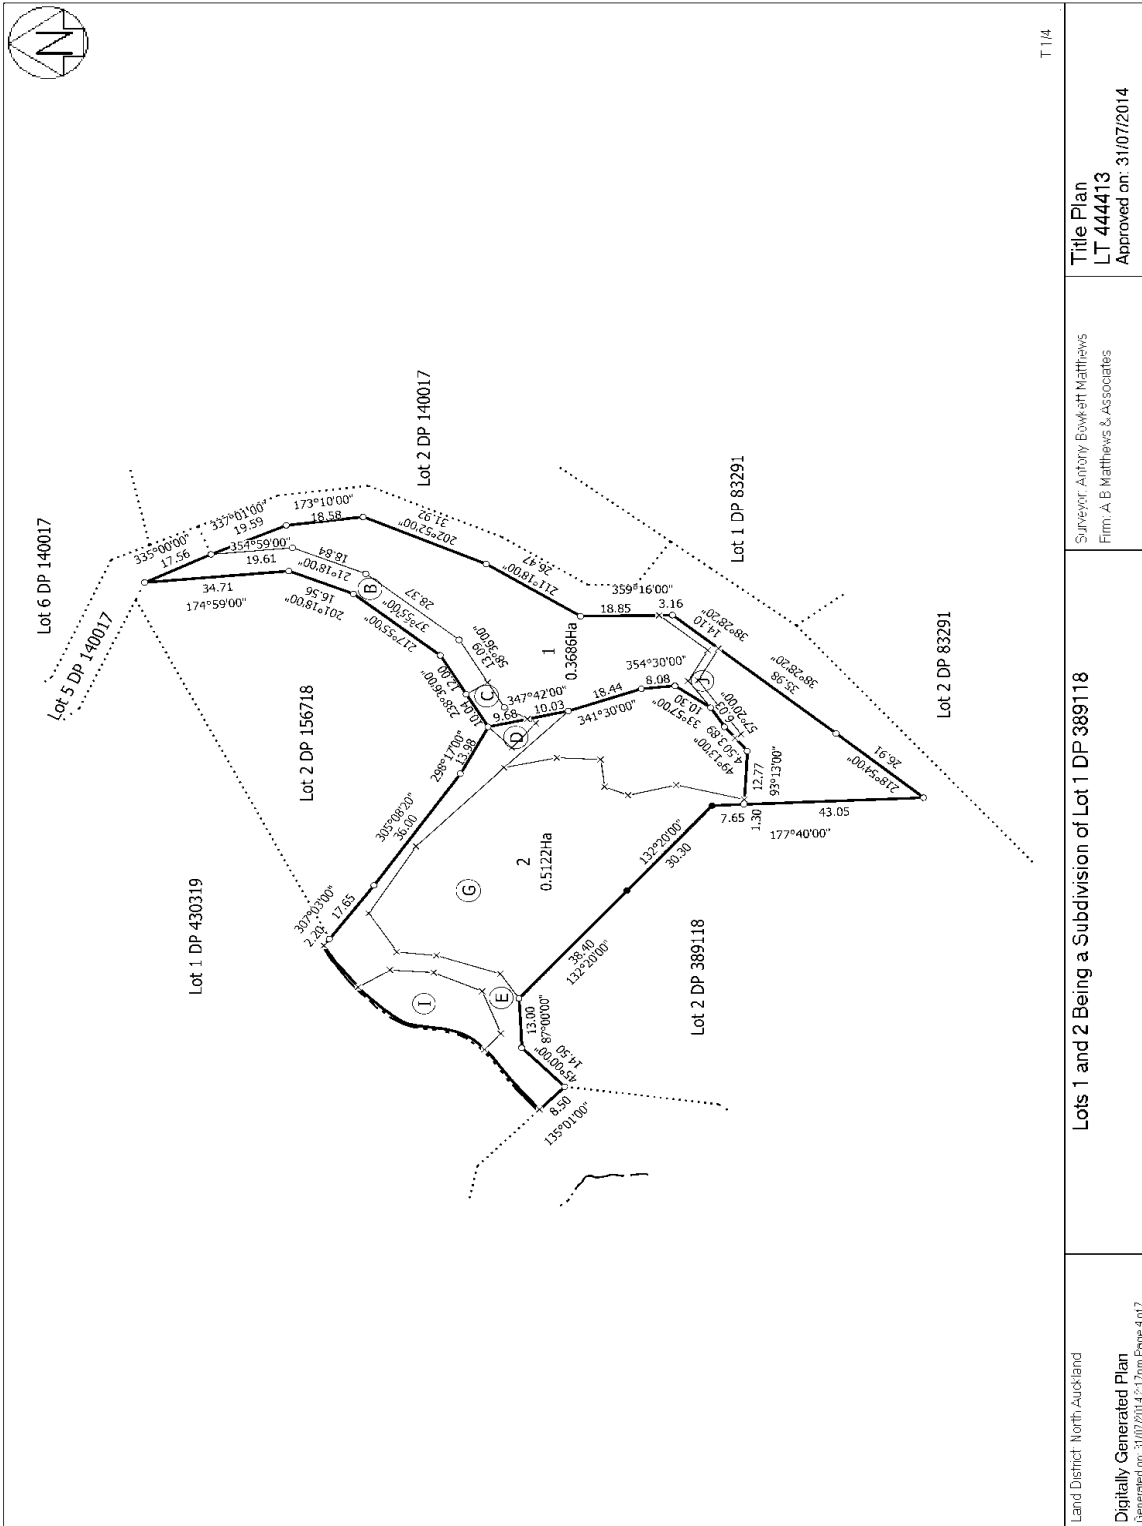 N
T 1/4
Lot 6 DP 140017
Lot 5 DP 140017
Lot 2 DP 140017
Lot 2 DP 156718
Lot 1 DP 430319
Lot 1 DP 83291
Lot 2 DP 83291
Lot 2 DP 389118
335°00'00"
17.56
337°01'00"
19.59
173°10'00"
18.58
354°59'00"
19.61
34.71
174°59'00"
21°18'00"
18.84
16.56
201°18'00"
B
37°55'00"
28.37
217°55'00"
202°52'00"
31.92
211°18'00"
26.47
58°36'00"
13.09
12.00
238°36'00"
10.04
C
359°16'00"
18.85
3.16
1
0.3686Ha
347°42'00"
9.68
10.03
D
298°17'00"
13.98
341°30'00"
18.44
354°30'00"
8.08
14.10
38°28'20"
J
10.30
33°57'00"
6.03
57°20'00"
4.50
3.89
49°13'00"
38°28'20"
35.98
218°54'00"
26.91
12.77
93°13'00"
7.65
1.30
43.05
177°40'00"
305°08'20"
36.00
307°03'00"
17.65
2.20
G
2
0.5122Ha
132°20'00"
30.30
38.40
132°20'00"
I
E
13.00
87°00'00"
45°00'00"
14.50
8.50
135°01'00"
Lots 1 and 2 Being a Subdivision of Lot 1 DP 389118
Land District: North Auckland
Digitally Generated Plan
Generated on: 31/07/2014 2:17pm Page 4 of 7
Surveyor: Antony Bowkett Matthews
Firm: A B Matthews & Associates
Title Plan
LT 444413
Approved on: 31/07/2014